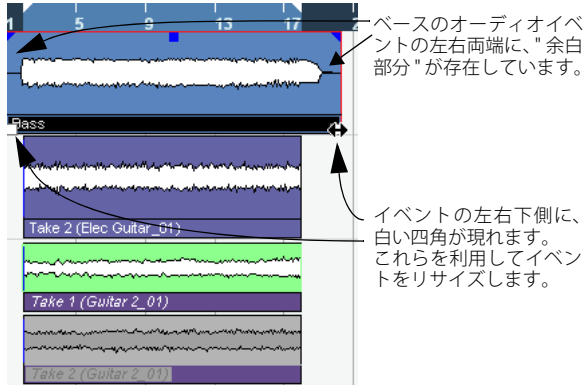 1 5 9 13 17 2
ベースのオーディオイベ
ントの左右両端に、" 余白
部分 " が存在しています。
Bass
Take 2 (Elec Guitar_01)
イベントの左右下側に、
白い四角が現れます。
これらを利用してイベン
トをリサイズします。
Take 1 (Guitar 2_01)
Take 2 (Guitar 2_01)